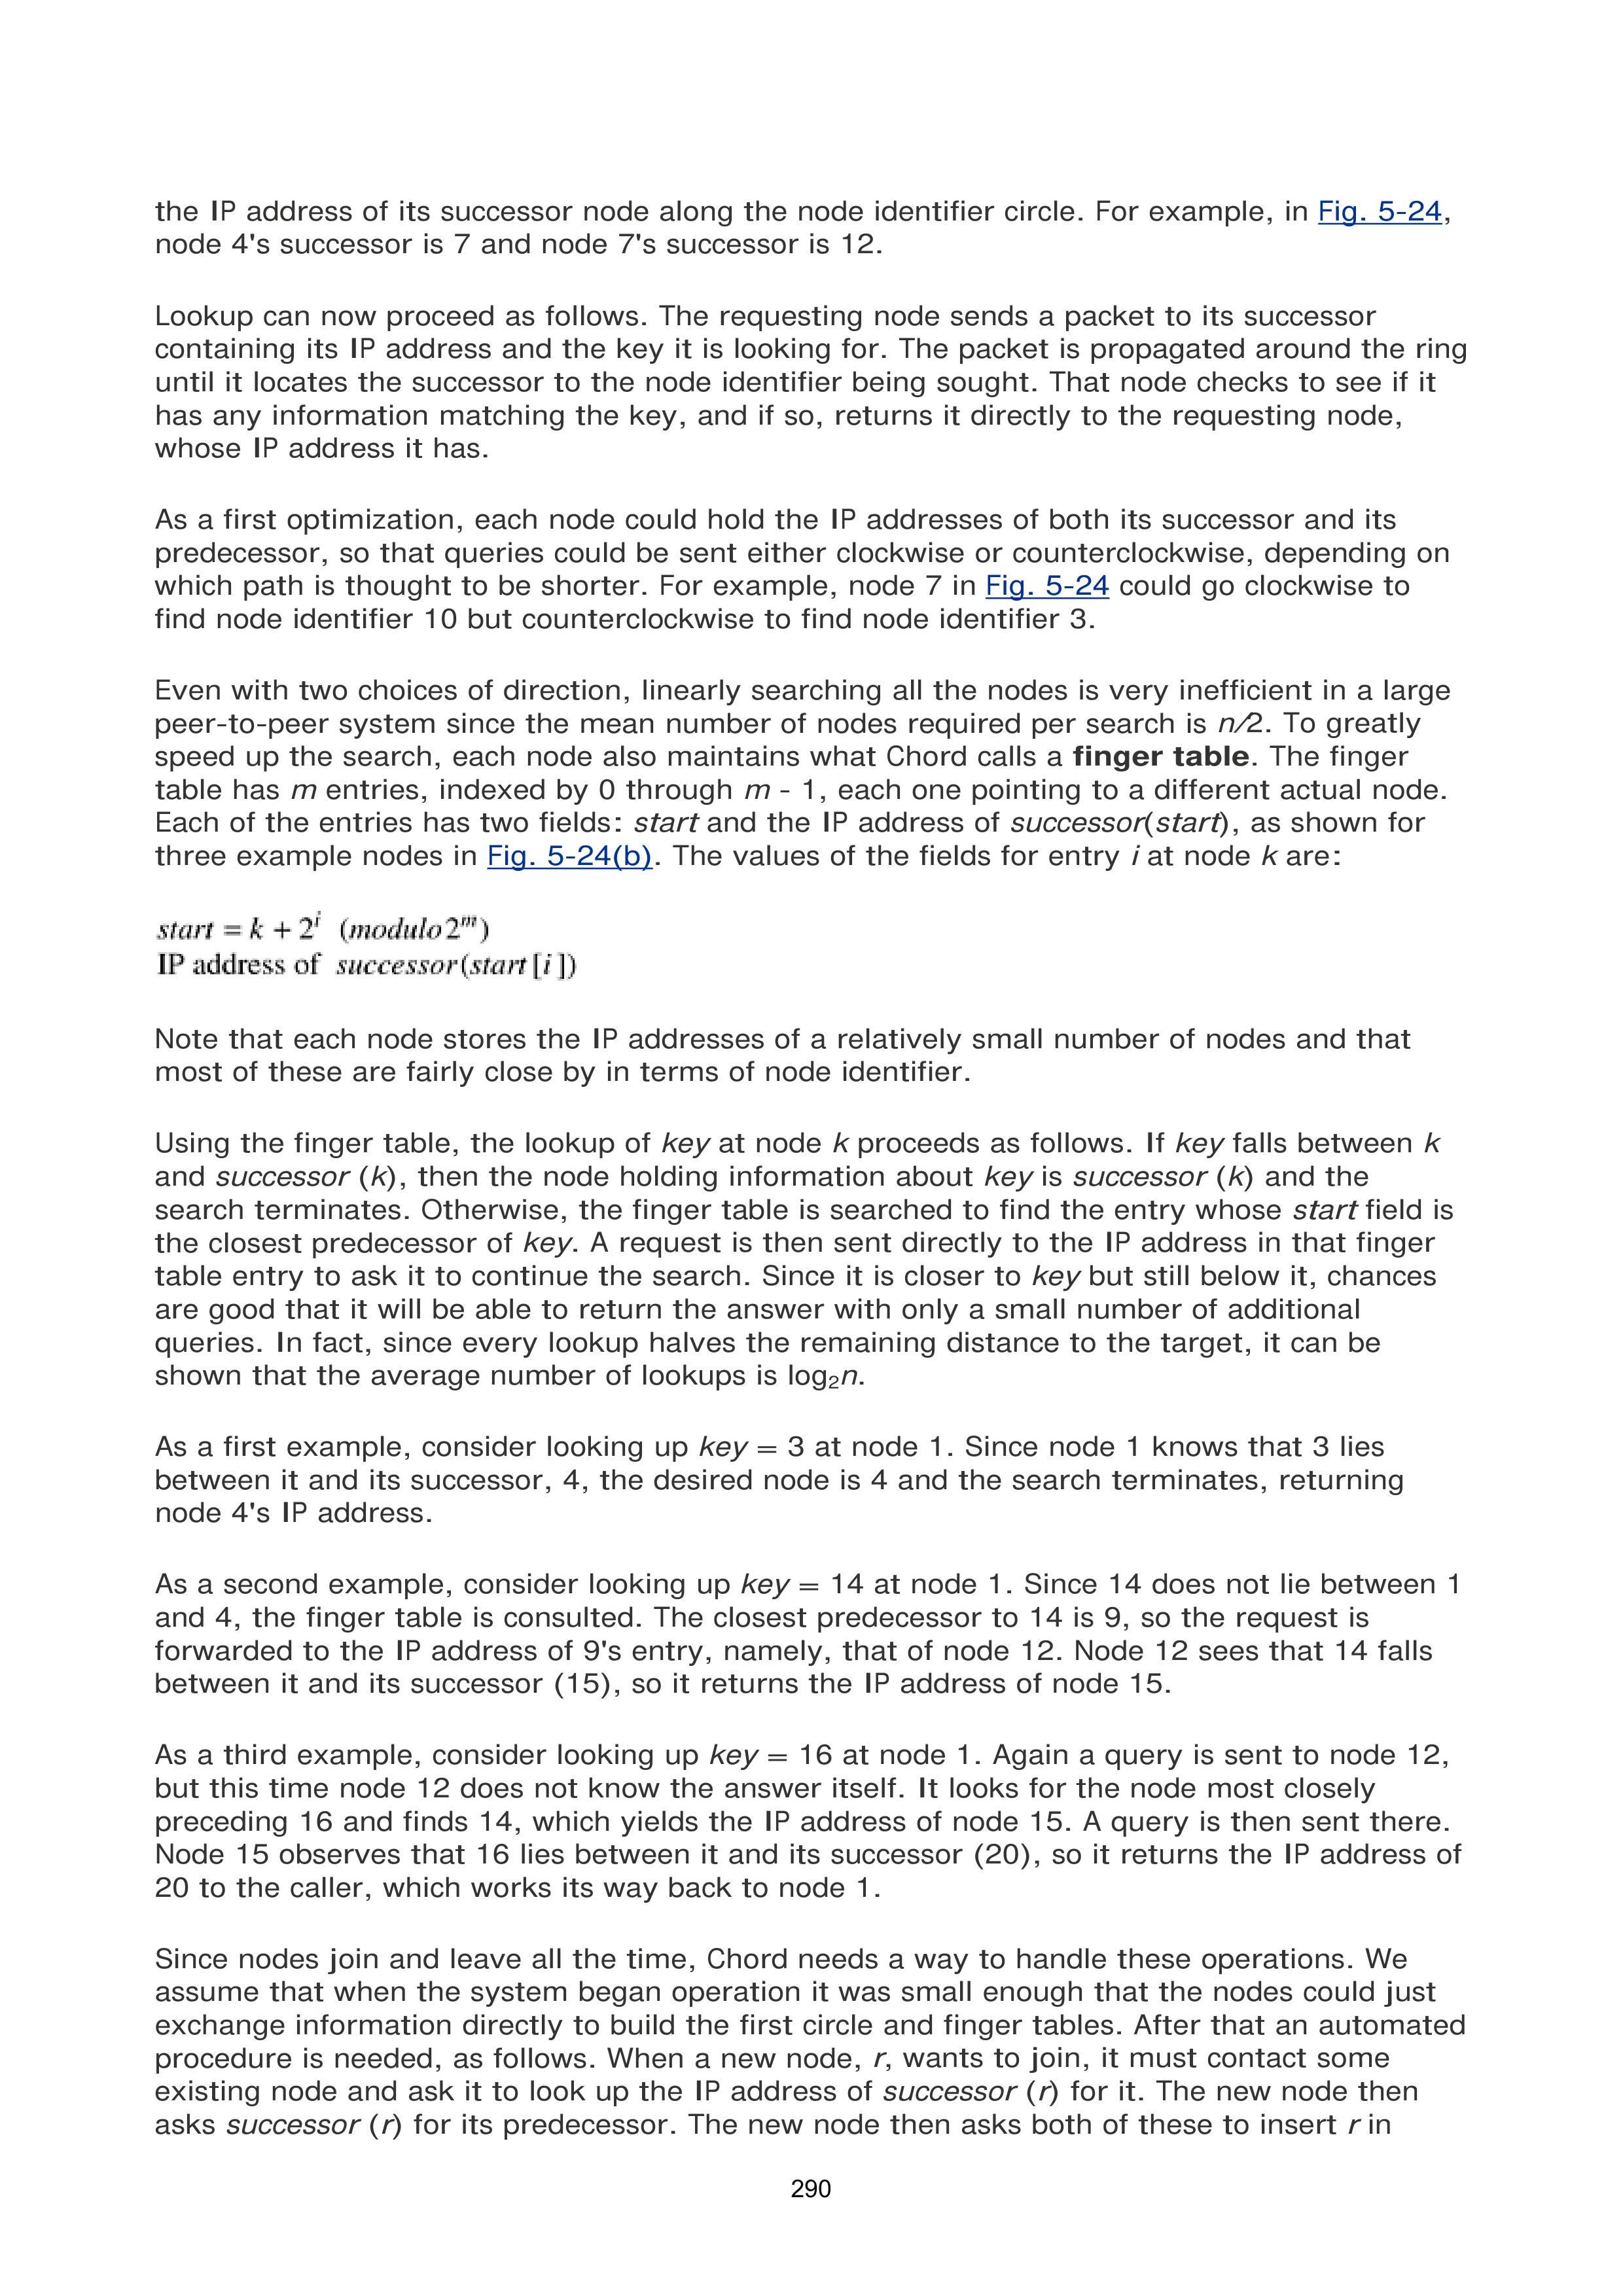 the IP address of its successor node along the node identifier circle. For example, in Fig. 5-24,
node 4's successor is 7 and node 7's successor is 12.
Lookup can now proceed as follows. The requesting node sends a packet to its successor
containing its IP address and the key it is looking for. The packet is propagated around the ring
until it locates the successor to the node identifier being sought. That node checks to see if it
has any information matching the key, and if so, returns it directly to the requesting node,
whose IP address it has.
As a first optimization, each node could hold the IP addresses of both its successor and its
predecessor, so that queries could be sent either clockwise or counterclockwise, depending on
which path is thought to be shorter. For example, node 7 in Fig. 5-24 could go clockwise to
find node identifier 10 but counterclockwise to find node identifier 3.
Even with two choices of direction, linearly searching all the nodes is very inefficient in a large
peer-to-peer system since the mean number of nodes required per search is n/2. To greatly
speed up the search, each node also maintains what Chord calls a finger table. The finger
table has m entries, indexed by 0 through m - 1, each one pointing to a different actual node.
Each of the entries has two fields: start and the IP address of successor(start), as shown for
three example nodes in Fig. 5-24(b). The values of the fields for entry i at node k are:
start = k + 2^i (modulo 2^m)
IP address of successor(start [i ])
Note that each node stores the IP addresses of a relatively small number of nodes and that
most of these are fairly close by in terms of node identifier.
Using the finger table, the lookup of key at node k proceeds as follows. If key falls between k
and successor (k), then the node holding information about key is successor (k) and the
search terminates. Otherwise, the finger table is searched to find the entry whose start field is
the closest predecessor of key. A request is then sent directly to the IP address in that finger
table entry to ask it to continue the search. Since it is closer to key but still below it, chances
are good that it will be able to return the answer with only a small number of additional
queries. In fact, since every lookup halves the remaining distance to the target, it can be
shown that the average number of lookups is log₂n.
As a first example, consider looking up key = 3 at node 1. Since node 1 knows that 3 lies
between it and its successor, 4, the desired node is 4 and the search terminates, returning
node 4's IP address.
As a second example, consider looking up key = 14 at node 1. Since 14 does not lie between 1
and 4, the finger table is consulted. The closest predecessor to 14 is 9, so the request is
forwarded to the IP address of 9's entry, namely, that of node 12. Node 12 sees that 14 falls
between it and its successor (15), so it returns the IP address of node 15.
As a third example, consider looking up key = 16 at node 1. Again a query is sent to node 12,
but this time node 12 does not know the answer itself. It looks for the node most closely
preceding 16 and finds 14, which yields the IP address of node 15. A query is then sent there.
Node 15 observes that 16 lies between it and its successor (20), so it returns the IP address of
20 to the caller, which works its way back to node 1.
Since nodes join and leave all the time, Chord needs a way to handle these operations. We
assume that when the system began operation it was small enough that the nodes could just
exchange information directly to build the first circle and finger tables. After that an automated
procedure is needed, as follows. When a new node, r, wants to join, it must contact some
existing node and ask it to look up the IP address of successor (r) for it. The new node then
asks successor (r) for its predecessor. The new node then asks both of these to insert r in
290